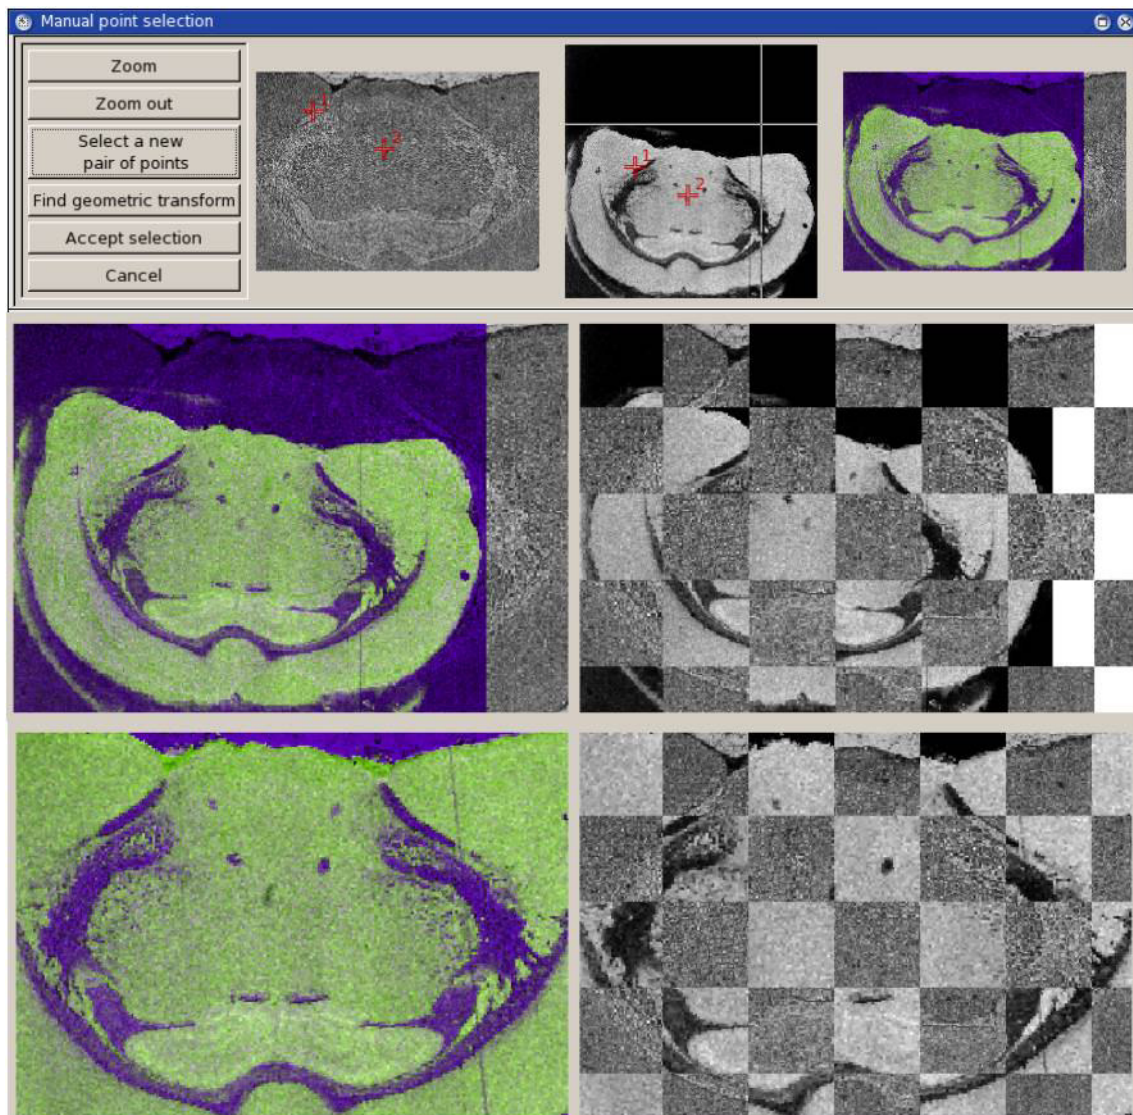 Manual point selection
Zoom
Zoom out
Select a new
pair of points
Find geometric transform
Accept selection
Cancel
1
2
1
2